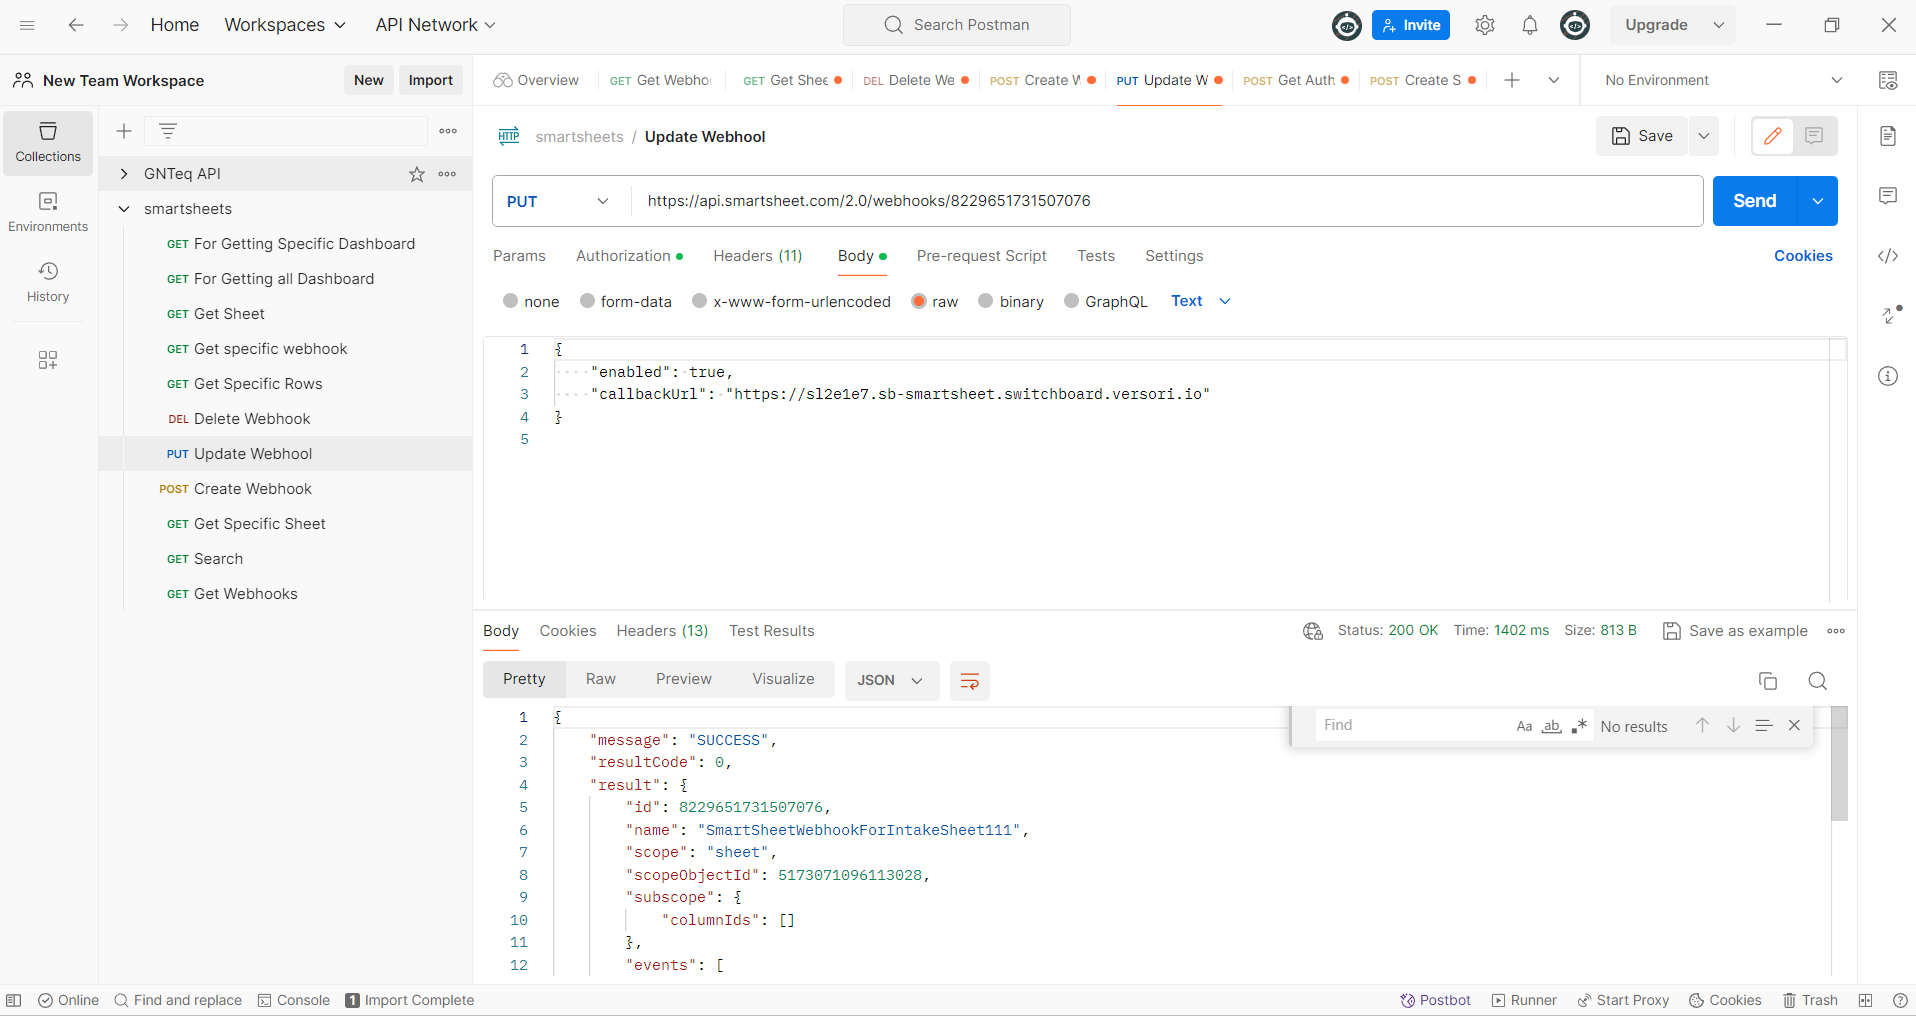 Home Workspaces API Network Search Postman Invite Upgrade
New Team Workspace New Import Overview GET Get Webho GET Get Shee DEL Delete We POST Create W PUT Update W POST Get Auth POST Create S No Environment
Collections
Environments
History
GNTeq API
smartsheets
GET For Getting Specific Dashboard
GET For Getting all Dashboard
GET Get Sheet
GET Get specific webhook
GET Get Specific Rows
DEL Delete Webhook
PUT Update Webhool
POST Create Webhook
GET Get Specific Sheet
GET Search
GET Get Webhooks
HTTP smartsheets / Update Webhool Save
PUT https://api.smartsheet.com/2.0/webhooks/8229651731507076 Send
Params Authorization Headers (11) Body Pre-request Script Tests Settings Cookies
none form-data x-www-form-urlencoded raw binary GraphQL Text
1 {
2 "enabled": true,
3 "callbackUrl": "https://sl2e1e7.sb-smartsheet.switchboard.versori.io"
4 }
5
Body Cookies Headers (13) Test Results Status: 200 OK Time: 1402 ms Size: 813 B Save as example
Pretty Raw Preview Visualize JSON
Find Aa ab No results
1 {
2 "message": "SUCCESS",
3 "resultCode": 0,
4 "result": {
5 "id": 8229651731507076,
6 "name": "SmartSheetWebhookForIntakeSheet111",
7 "scope": "sheet",
8 "scopeObjectId": 5173071096113028,
9 "subscope": {
10 "columnIds": []
11 },
12 "events": [
Online Find and replace Console 1 Import Complete Postbot Runner Start Proxy Cookies Trash